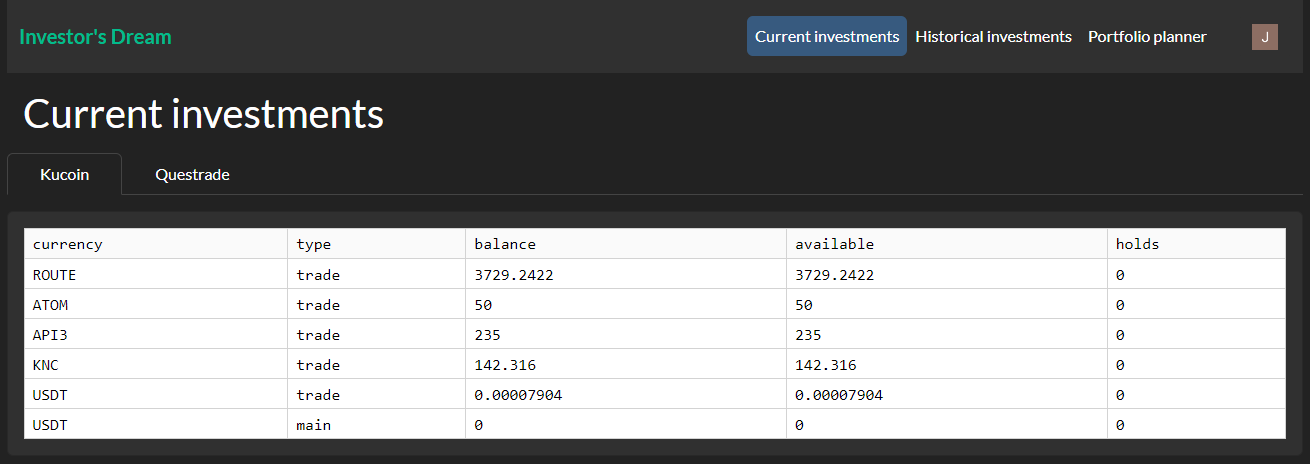 Investor's Dream Current investments Historical investments Portfolio planner J
Current investments
Kucoin Questrade
currency type balance available holds
ROUTE trade 3729.2422 3729.2422 0
ATOM trade 50 50 0
API3 trade 235 235 0
KNC trade 142.316 142.316 0
USDT trade 0.00007904 0.00007904 0
USDT main 0 0 0